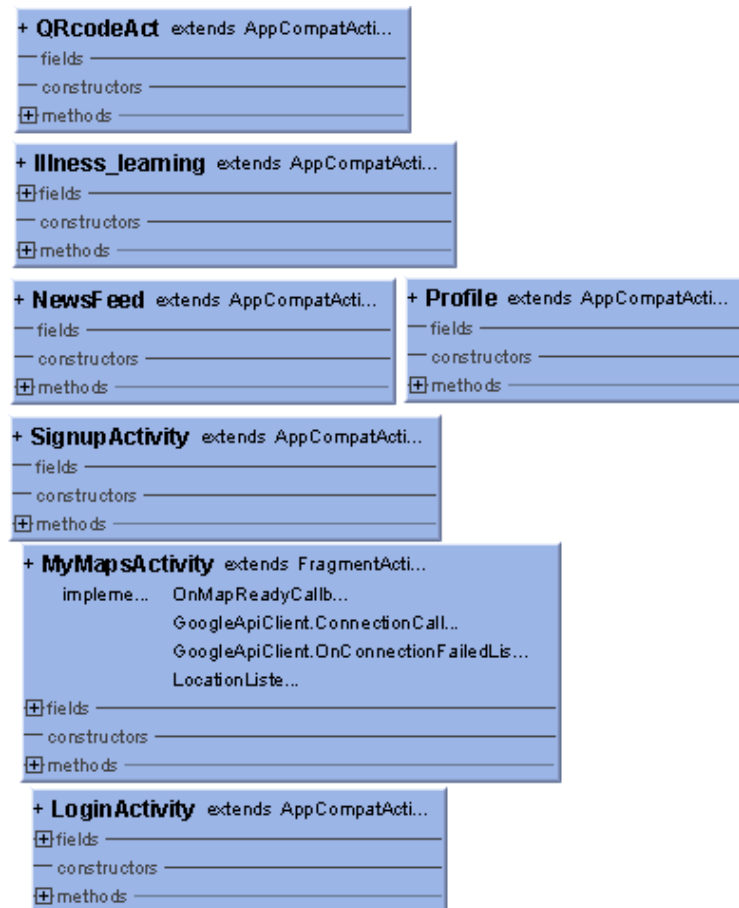 + QRcodeAct extends AppCompatActi...
fields
constructors
+ methods
+ Illness_learning extends AppCompatActi...
+ fields
constructors
+ methods
+ NewsFeed extends AppCompatActi...
fields
constructors
+ methods
+ Profile extends AppCompatActi...
fields
constructors
+ methods
+ SignupActivity extends AppCompatActi...
fields
constructors
+ methods
+ MyMapsActivity extends FragmentActi...
impleme... OnMapReadyCallb...
GoogleApiClient.ConnectionCall...
GoogleApiClient.OnConnectionFailedLis...
LocationListe...
+ fields
constructors
+ methods
+ LoginActivity extends AppCompatActi...
+ fields
constructors
+ methods